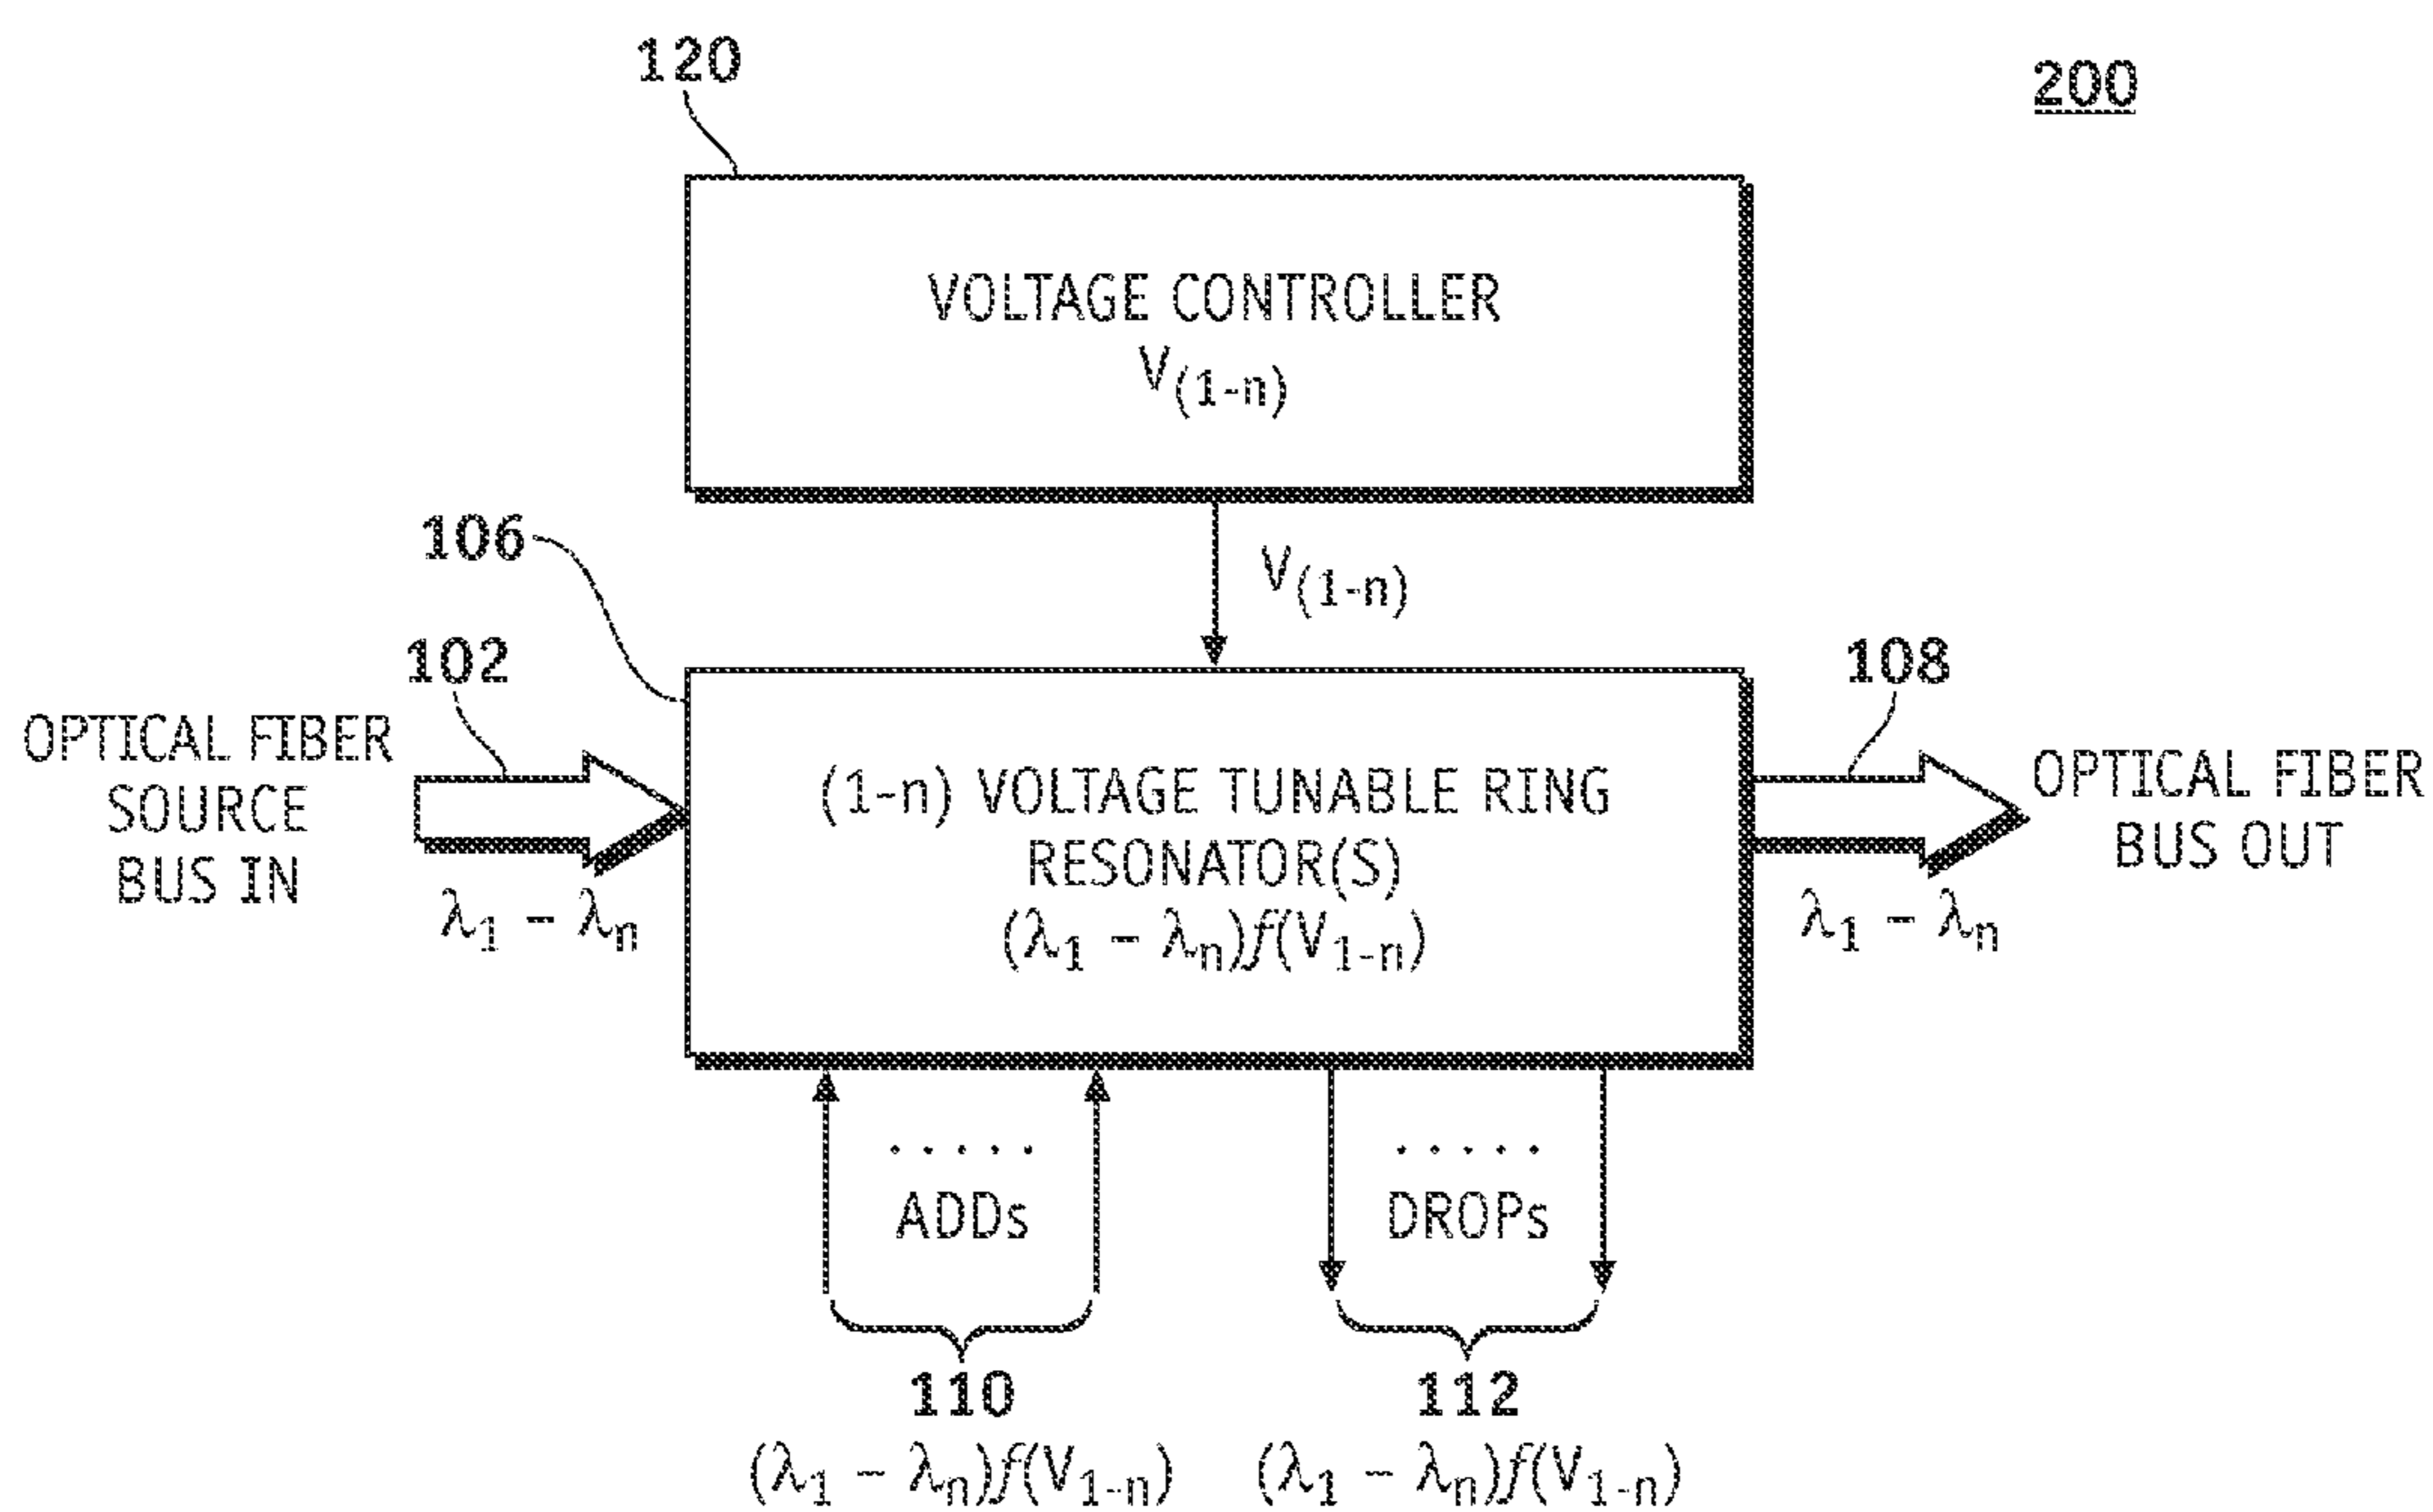 120
200
VOLTAGE CONTROLLER
V(1-n)
106
V(1-n)
102
108
OPTICAL FIBER
SOURCE
BUS IN
λ1 – λn
(1-n) VOLTAGE TUNABLE RING
RESONATOR(S)
(λ1 – λn)f(V1-n)
OPTICAL FIBER
BUS OUT
λ1 – λn
.....
ADDs
.....
DROPs
110
(λ1 – λn)f(V1-n)
112
(λ1 – λn)f(V1-n)